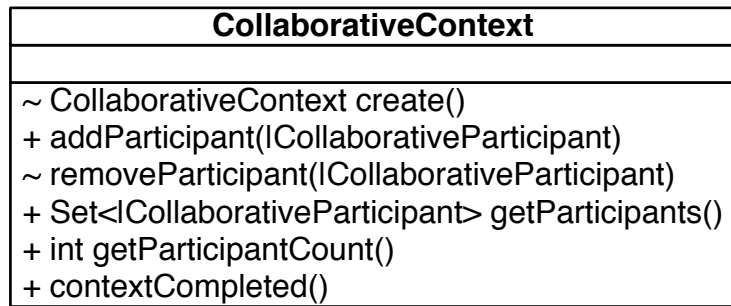 CollaborativeContext
~ CollaborativeContext create()
+ addParticipant(ICollaborativeParticipant)
~ removeParticipant(ICollaborativeParticipant)
+ Set<ICollaborativeParticipant> getParticipants()
+ int getParticipantCount()
+ contextCompleted()